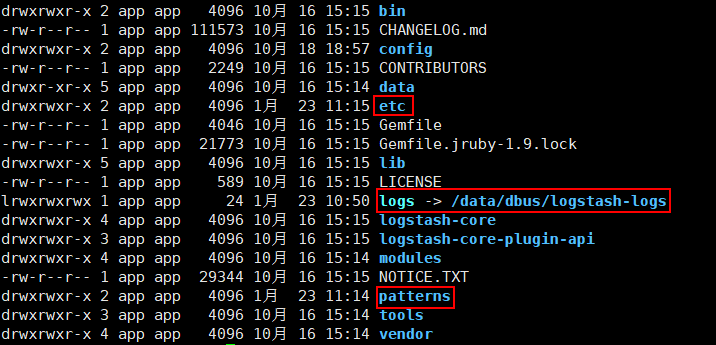 drwxrwxr-x 2 app app   4096 10月 16 15:15 bin
-rw-r--r-- 1 app app 111573 10月 16 15:15 CHANGELOG.md
drwxrwxr-x 2 app app   4096 10月 18 18:57 config
-rw-r--r-- 1 app app   2249 10月 16 15:15 CONTRIBUTORS
drwxr-xr-x 5 app app   4096 10月 16 15:14 data
drwxrwxr-x 2 app app   4096 1月  23 11:15 etc
-rw-r--r-- 1 app app   4046 10月 16 15:15 Gemfile
-rw-r--r-- 1 app app  21773 10月 16 15:15 Gemfile.jruby-1.9.lock
drwxrwxr-x 5 app app   4096 10月 16 15:15 lib
-rw-r--r-- 1 app app    589 10月 16 15:15 LICENSE
lrwxrwxrwx 1 app app     24 1月  23 10:50 logs -> /data/dbus/logstash-logs
drwxrwxr-x 4 app app   4096 10月 16 15:15 logstash-core
drwxrwxr-x 3 app app   4096 10月 16 15:15 logstash-core-plugin-api
drwxrwxr-x 4 app app   4096 10月 16 15:14 modules
-rw-r--r-- 1 app app  29344 10月 16 15:15 NOTICE.TXT
drwxrwxr-x 2 app app   4096 1月  23 11:14 patterns
drwxrwxr-x 3 app app   4096 10月 16 15:14 tools
drwxrwxr-x 4 app app   4096 10月 16 15:14 vendor